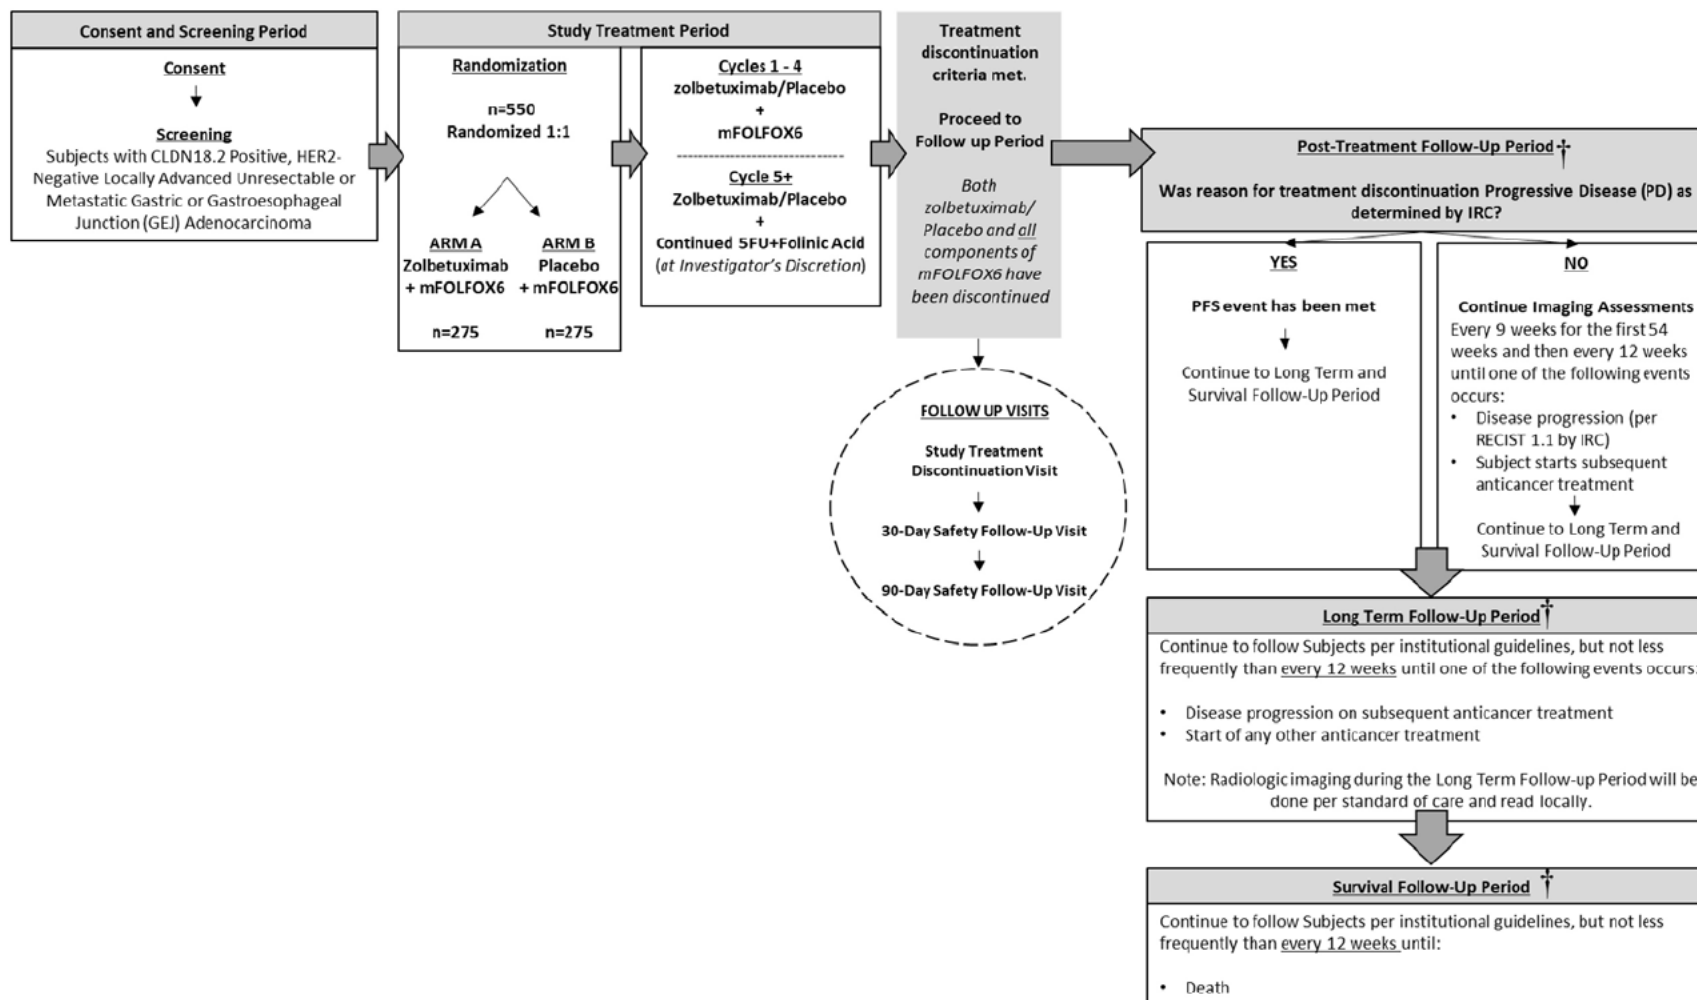 Consent and Screening Period
Consent
Screening
Subjects with CLDN18.2 Positive, HER2-
Negative Locally Advanced Unresectable or
Metastatic Gastric or Gastroesophageal
Junction (GEJ) Adenocarcinoma
Study Treatment Period
Randomization
n=550
Randomized 1:1
ARM A
Zolbetuximab
+ mFOLFOX6
n=275
ARM B
Placebo
+ mFOLFOX6
n=275
Cycles 1 - 4
zolbetuximab/Placebo
+
mFOLFOX6
Cycle 5+
Zolbetuximab/Placebo
+
Continued 5FU+Folinic Acid
(at Investigator's Discretion)
Treatment
discontinuation
criteria met.
Proceed to
Follow up Period
Both
zolbetuximab/
Placebo and all
components of
mFOLFOX6 have
been discontinued
FOLLOW UP VISITS
Study Treatment
Discontinuation Visit
30-Day Safety Follow-Up Visit
90-Day Safety Follow-Up Visit
Post-Treatment Follow-Up Period†
Was reason for treatment discontinuation Progressive Disease (PD) as
determined by IRC?
YES
PFS event has been met
Continue to Long Term and
Survival Follow-Up Period
NO
Continue Imaging Assessments
Every 9 weeks for the first 54
weeks and then every 12 weeks
until one of the following events
occurs:
• Disease progression (per
RECIST 1.1 by IRC)
• Subject starts subsequent
anticancer treatment
Continue to Long Term and
Survival Follow-Up Period
Long Term Follow-Up Period†
Continue to follow Subjects per institutional guidelines, but not less
frequently than every 12 weeks until one of the following events occurs:
• Disease progression on subsequent anticancer treatment
• Start of any other anticancer treatment
Note: Radiologic imaging during the Long Term Follow-up Period will be
done per standard of care and read locally.
Survival Follow-Up Period †
Continue to follow Subjects per institutional guidelines, but not less
frequently than every 12 weeks until:
• Death